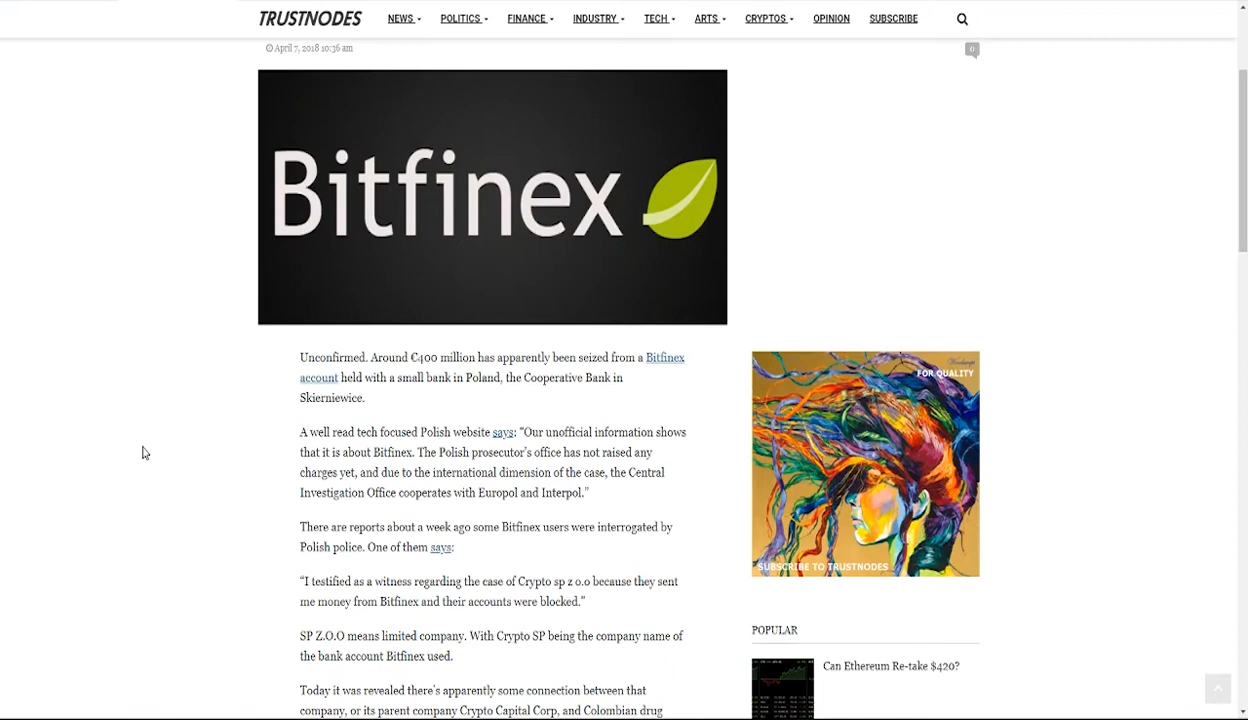 TRUSTNODES
NEWS POLITICS FINANCE INDUSTRY TECH ARTS CRYPTOS OPINION SUBSCRIBE
April 7, 2018 10:36 am
0
Bitfinex
Unconfirmed. Around €400 million has apparently been seized from a Bitfinex
account held with a small bank in Poland, the Cooperative Bank in
Skierniewice.
A well read tech focused Polish website says: “Our unofficial information shows
that it is about Bitfinex. The Polish prosecutor’s office has not raised any
charges yet, and due to the international dimension of the case, the Central
Investigation Office cooperates with Europol and Interpol.”
There are reports about a week ago some Bitfinex users were interrogated by
Polish police. One of them says:
“I testified as a witness regarding the case of Crypto sp z o.o because they sent
me money from Bitfinex and their accounts were blocked.”
SP Z.O.O means limited company. With Crypto SP being the company name of
the bank account Bitfinex used.
Today it was revealed there’s apparently some connection between that
company, or its parent company Crypto Capital Corp, and Colombian drug
FOR QUALITY
SUBSCRIBE TO TRUSTNODES
POPULAR
Can Ethereum Re-take $420?